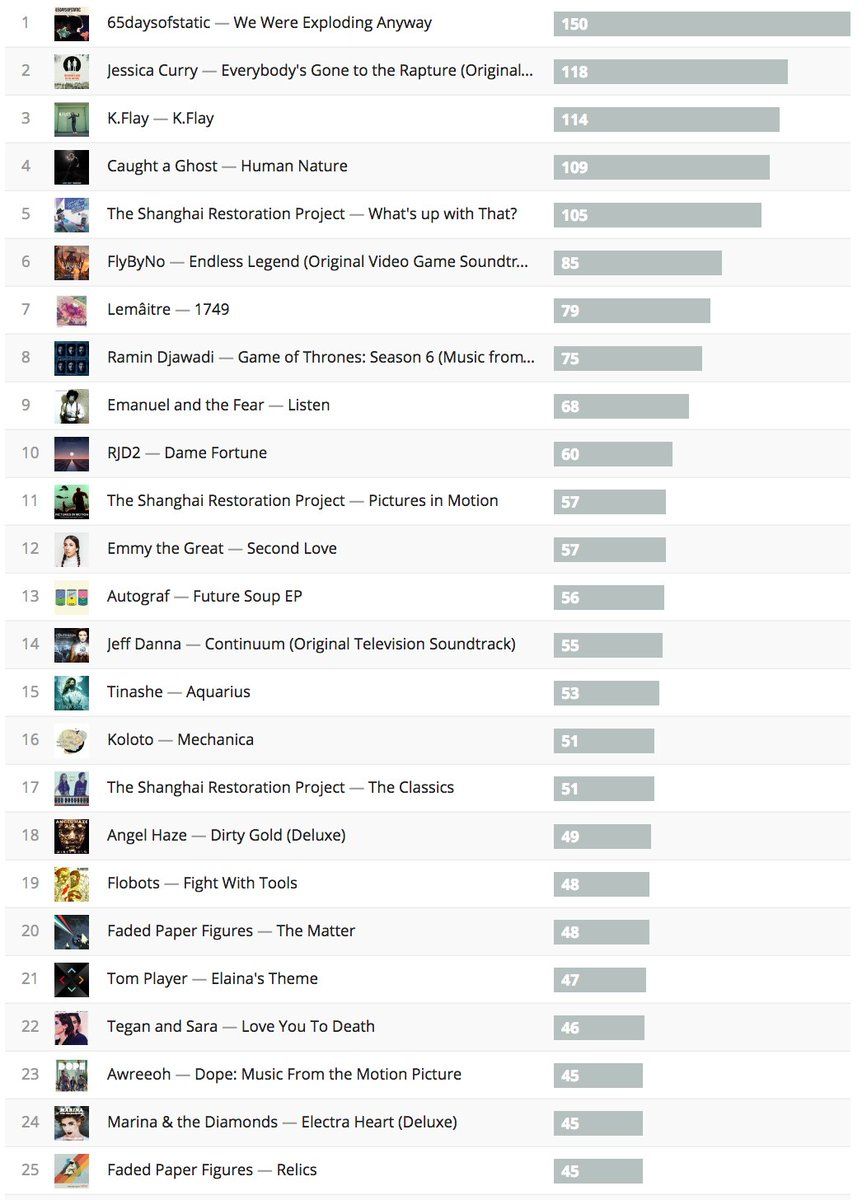 1 65daysofstatic — We Were Exploding Anyway 150
2 Jessica Curry — Everybody's Gone to the Rapture (Original... 118
3 K.Flay — K.Flay 114
4 Caught a Ghost — Human Nature 109
5 The Shanghai Restoration Project — What's up with That? 105
6 FlyByNo — Endless Legend (Original Video Game Soundtr... 85
7 Lemâitre — 1749 79
8 Ramin Djawadi — Game of Thrones: Season 6 (Music from... 75
9 Emanuel and the Fear — Listen 68
10 RJD2 — Dame Fortune 60
11 The Shanghai Restoration Project — Pictures in Motion 57
12 Emmy the Great — Second Love 57
13 Autograf — Future Soup EP 56
14 Jeff Danna — Continuum (Original Television Soundtrack) 55
15 Tinashe — Aquarius 53
16 Koloto — Mechanica 51
17 The Shanghai Restoration Project — The Classics 51
18 Angel Haze — Dirty Gold (Deluxe) 49
19 Flobots — Fight With Tools 48
20 Faded Paper Figures — The Matter 48
21 Tom Player — Elaina's Theme 47
22 Tegan and Sara — Love You To Death 46
23 Awreeoh — Dope: Music From the Motion Picture 45
24 Marina & the Diamonds — Electra Heart (Deluxe) 45
25 Faded Paper Figures — Relics 45